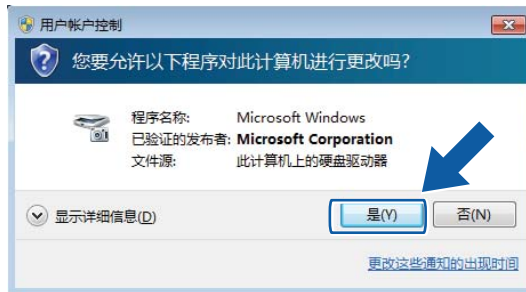 用户帐户控制
您要允许以下程序对此计算机进行更改吗?
程序名称: Microsoft Windows
已验证的发布者: Microsoft Corporation
文件源: 此计算机上的硬盘驱动器
显示详细信息(D)
是(Y)
否(N)
更改这些通知的出现时间